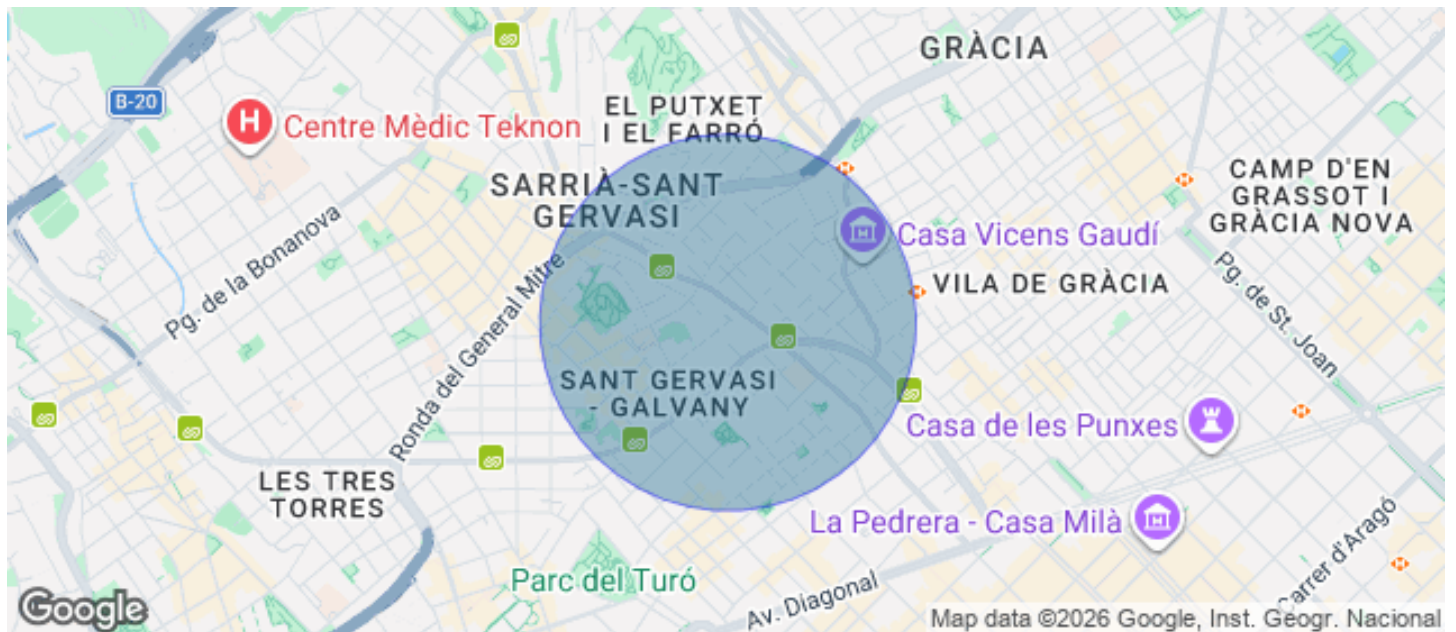 GRÀCIA
B-20
H
Centre Mèdic Teknon
EL PUTXET
I EL FARRÓ
CAMP D'EN
GRASSOT I
GRÀCIA NOVA
SARRIÀ-SANT
GERVASI
Casa Vicens Gaudí
Pg. de la Bonanova
VILA DE GRÀCIA
Pg. de St. Joan
Ronda del General Mitre
SANT GERVASI
- GALVANY
Casa de les Punxes
LES TRES
TORRES
La Pedrera - Casa Milà
Carrer d'Aragó
Parc del Turó
Av. Diagonal
Google
Map data ©2026 Google, Inst. Geogr. Nacional